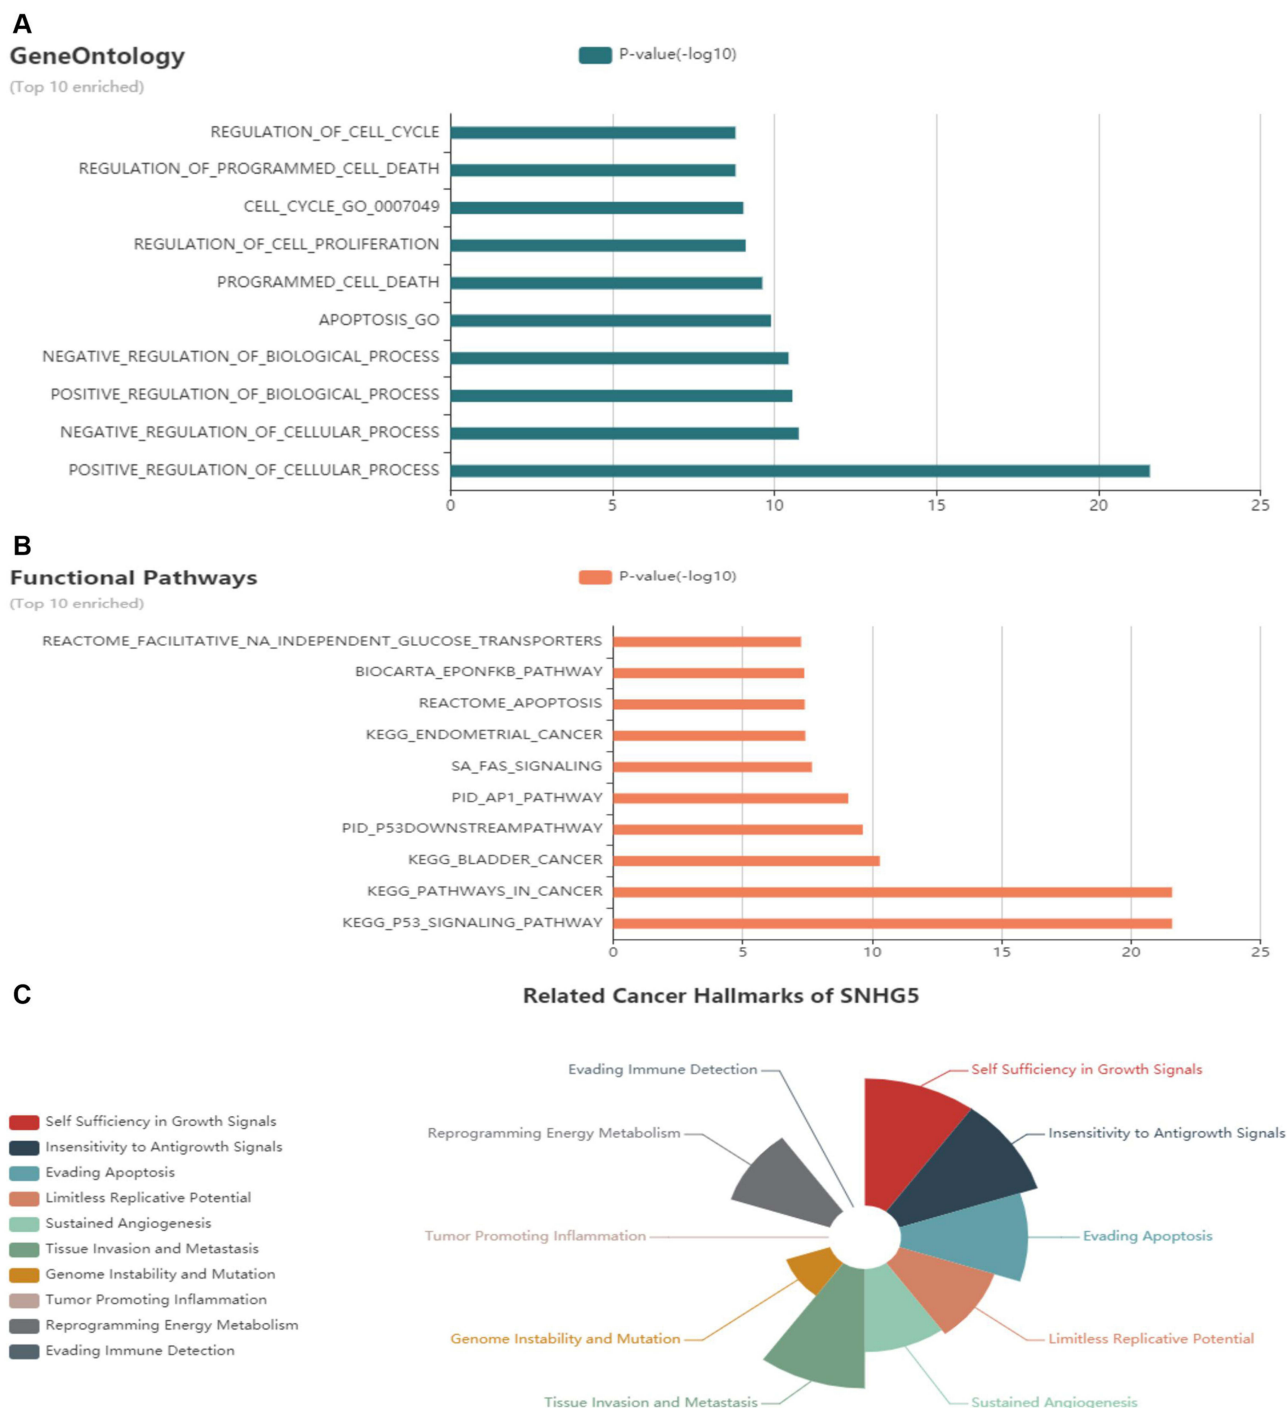 A
GeneOntology
(Top 10 enriched)
P-value(-log10)
REGULATION_OF_CELL_CYCLE
REGULATION_OF_PROGRAMMED_CELL_DEATH
CELL_CYCLE_GO_0007049
REGULATION_OF_CELL_PROLIFERATION
PROGRAMMED_CELL_DEATH
APOPTOSIS_GO
NEGATIVE_REGULATION_OF_BIOLOGICAL_PROCESS
POSITIVE_REGULATION_OF_BIOLOGICAL_PROCESS
NEGATIVE_REGULATION_OF_CELLULAR_PROCESS
POSITIVE_REGULATION_OF_CELLULAR_PROCESS
0 5 10 15 20 25
B
Functional Pathways
(Top 10 enriched)
P-value(-log10)
REACTOME_FACILITATIVE_NA_INDEPENDENT_GLUCOSE_TRANSPORTERS
BIOCARTA_EPONFKB_PATHWAY
REACTOME_APOPTOSIS
KEGG_ENDOMETRIAL_CANCER
SA_FAS_SIGNALING
PID_AP1_PATHWAY
PID_P53DOWNSTREAMPATHWAY
KEGG_BLADDER_CANCER
KEGG_PATHWAYS_IN_CANCER
KEGG_P53_SIGNALING_PATHWAY
0 5 10 15 20 25
C
Related Cancer Hallmarks of SNHG5
Self Sufficiency in Growth Signals
Insensitivity to Antigrowth Signals
Evading Apoptosis
Limitless Replicative Potential
Sustained Angiogenesis
Tissue Invasion and Metastasis
Genome Instability and Mutation
Tumor Promoting Inflammation
Reprogramming Energy Metabolism
Evading Immune Detection
Evading Immune Detection
Self Sufficiency in Growth Signals
Reprogramming Energy Metabolism
Insensitivity to Antigrowth Signals
Tumor Promoting Inflammation
Evading Apoptosis
Genome Instability and Mutation
Limitless Replicative Potential
Tissue Invasion and Metastasis
Sustained Angiogenesis